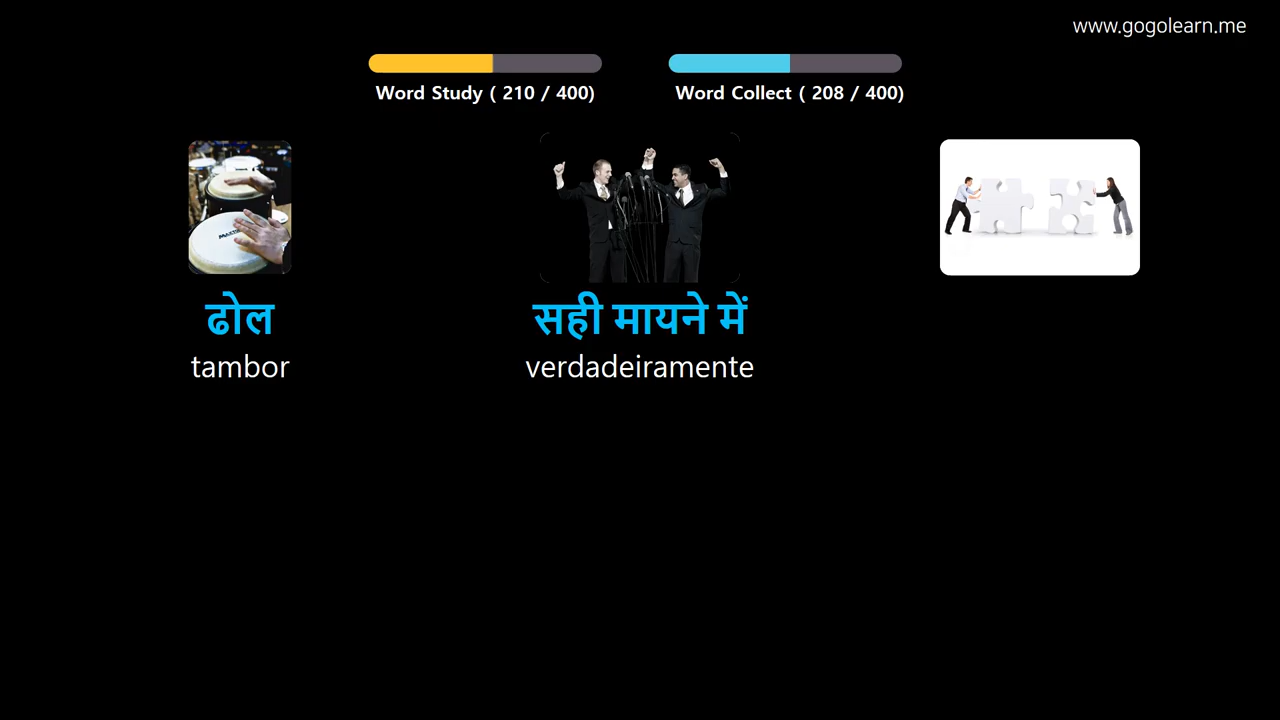 www.gogolearn.me
Word Study ( 210 / 400)
Word Collect ( 208 / 400)
ढोल
tambor
सही मायने में
verdadeiramente